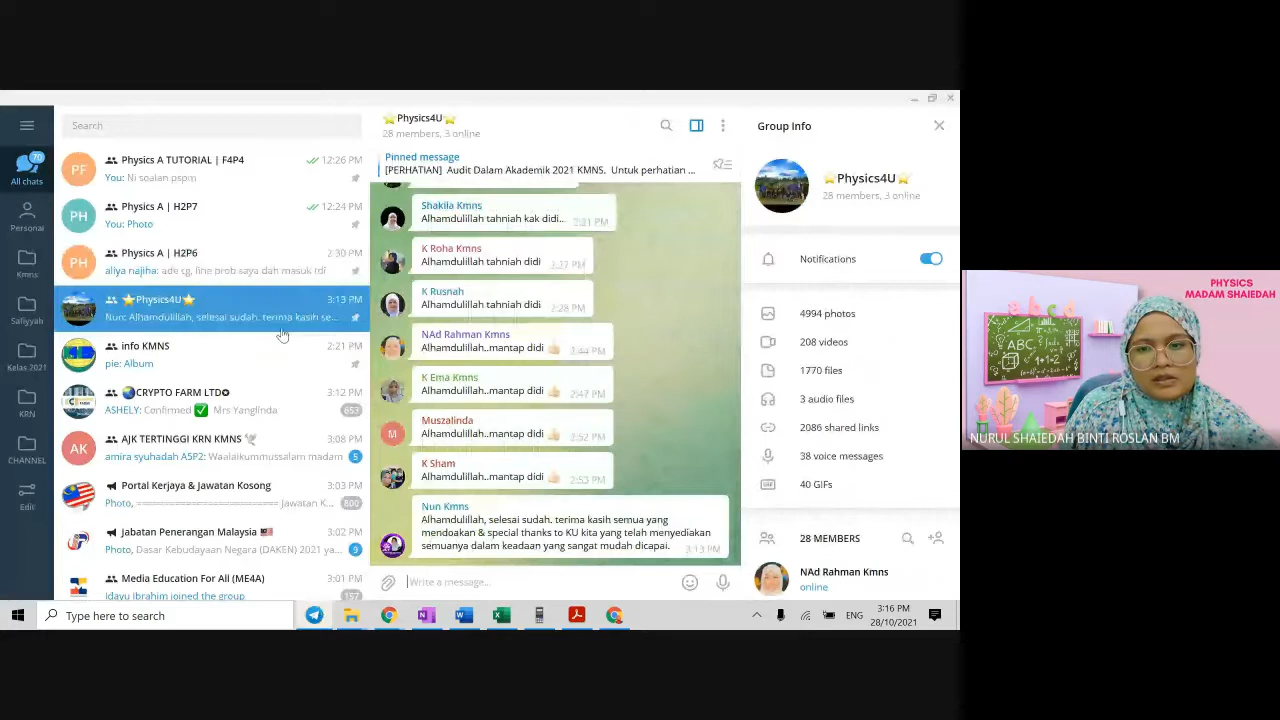 Search
70
All chats
Personal
Kmns
Safiyyah
Kelas 2021
KRN
CHANNEL
Edit
PF
Physics A TUTORIAL | F4P4
12:26 PM
You: Ni soalan pspm
PH
Physics A | H2P7
12:24 PM
You: Photo
PH
Physics A | H2P6
2:30 PM
aliya najiha: ade cg, line prob saya dah masuk tdi
⭐Physics4U⭐
3:13 PM
Nun: Alhamdulillah, selesai sudah. terima kasih se...
info KMNS
2:21 PM
pie: Album
🌏CRYPTO FARM LTD✪
3:12 PM
ASHELY: Confirmed ✅ Mrs Yanglinda
653
AK
AJK TERTINGGI KRN KMNS 🕊
3:08 PM
amira syuhadah A5P2: Waalaikummussalam madam
5
Portal Kerjaya & Jawatan Kosong
3:03 PM
Photo, ==================== Jawatan K...
800
Jabatan Penerangan Malaysia 🇲🇾
3:02 PM
Photo, Dasar Kebudayaan Negara (DAKEN) 2021 ya...
9
Media Education For All (ME4A)
3:01 PM
Idayu Ibrahim joined the group
157
⭐Physics4U⭐
28 members, 3 online
Pinned message
[PERHATIAN] Audit Dalam Akademik 2021 KMNS. Untuk perhatian ...
Shakila Kmns
Alhamdulillah tahniah kak didi..
2:21 PM
K Roha Kmns
Alhamdulillah tahniah didi
2:27 PM
K Rusnah
Alhamdulillah tahniah didi
2:28 PM
NAd Rahman Kmns
Alhamdulillah..mantap didi 👍🏻
2:44 PM
K Ema Kmns
Alhamdulillah..mantap didi 👍🏻
2:47 PM
M
Muszalinda
Alhamdulillah..mantap didi 👍🏻
2:52 PM
K Sham
Alhamdulillah..mantap didi 👍🏻
2:53 PM
Nun Kmns
Alhamdulillah, selesai sudah. terima kasih semua yang
mendoakan & special thanks to KU kita yang telah menyediakan
semuanya dalam keadaan yang sangat mudah dicapai.
3:13 PM
Write a message...
Group Info
⭐Physics4U⭐
28 members, 3 online
Notifications
4994 photos
208 videos
1770 files
3 audio files
2086 shared links
38 voice messages
GIF
40 GIFs
28 MEMBERS
NAd Rahman Kmns
online
Type here to search
ENG
3:16 PM
28/10/2021
PHYSICS
MADAM SHAIEDAH
a b c d
ABC
1+1=2
NURUL SHAIEDAH BINTI ROSLAN BM